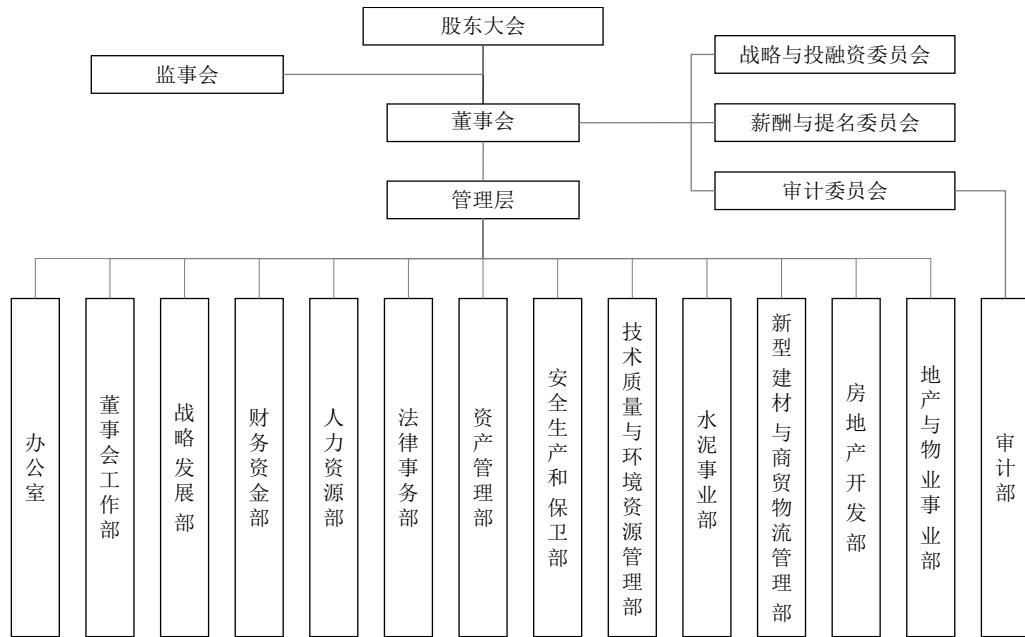 股东大会
监事会
战略与投融资委员会
董事会
薪酬与提名委员会
管理层
审计委员会
办公室
董事会工作部
战略发展部
财务资金部
人力资源部
法律事务部
资产管理部
安全生产和保卫部
技术质量与环境资源管理部
水泥事业部
新型建材与商贸物流管理部
房地产开发部
地产与物业事业部
审计部